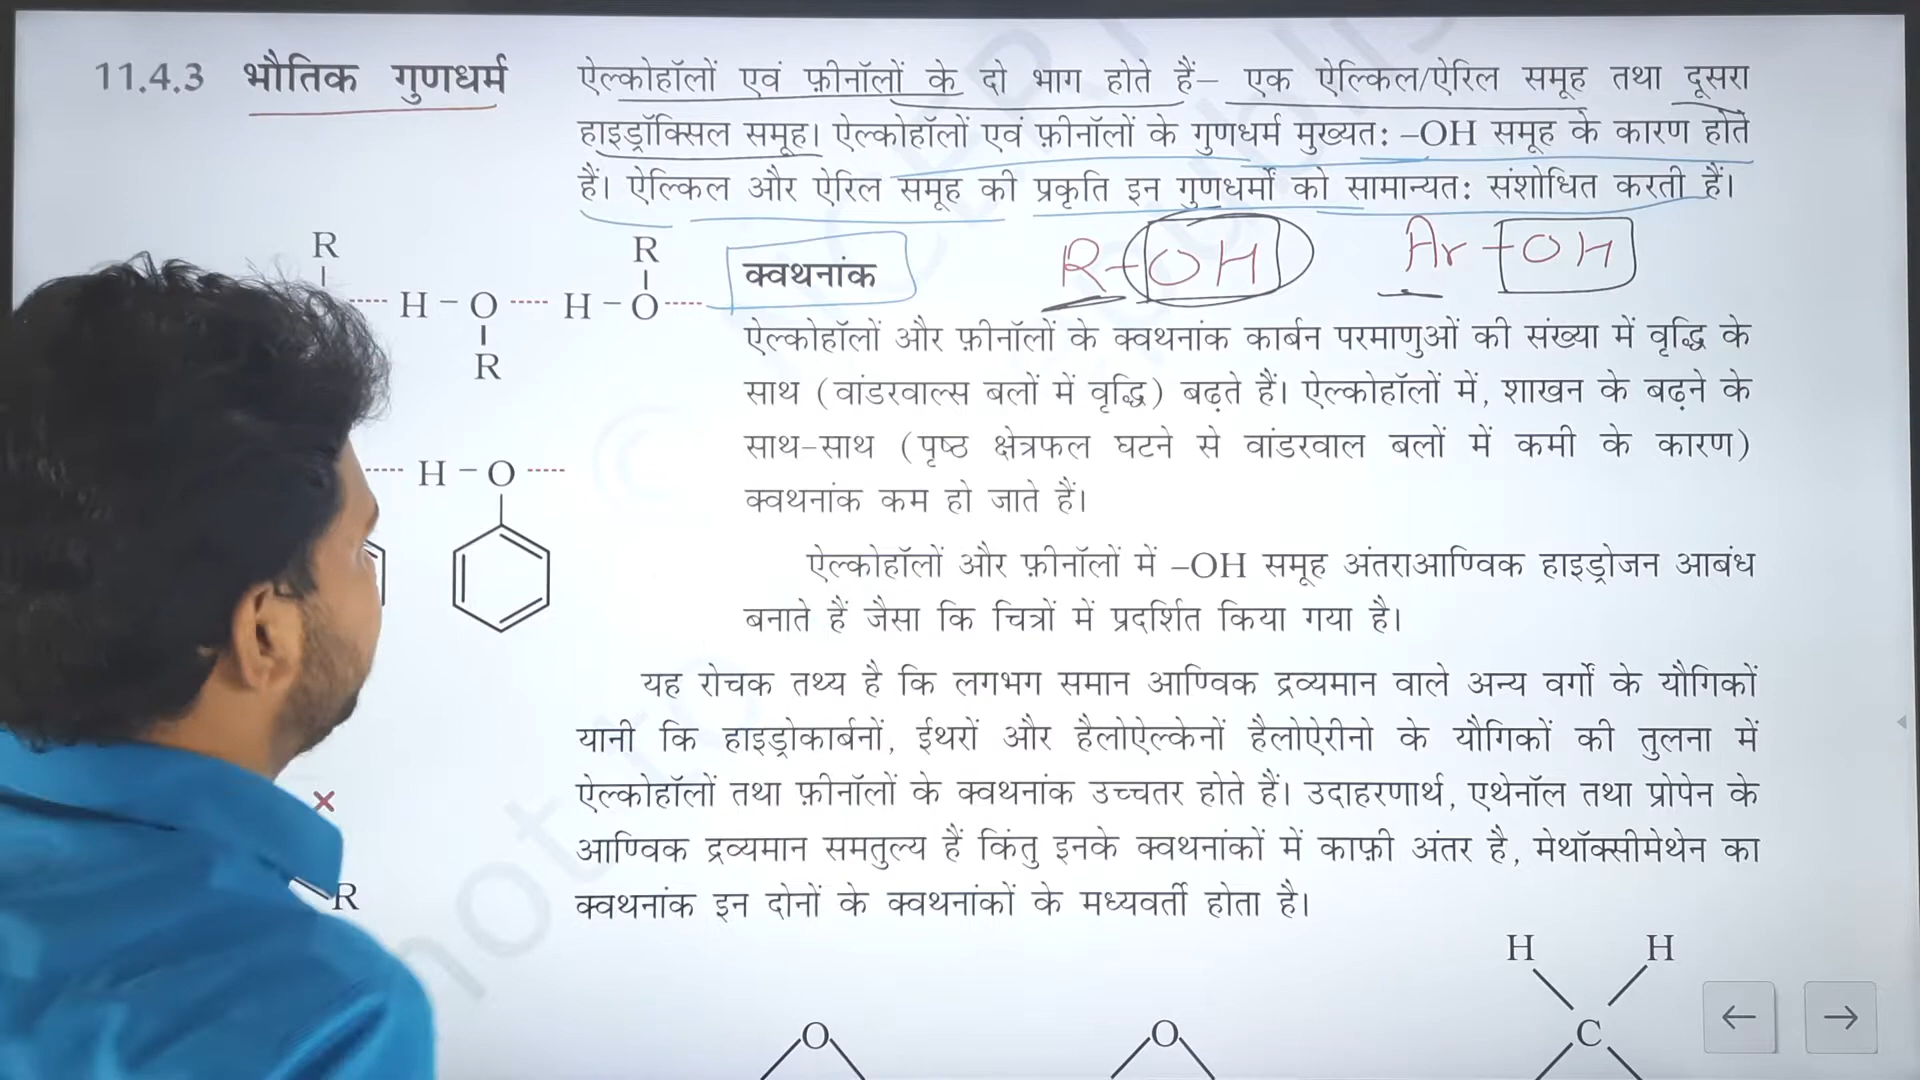 11.4.3 भौतिक गुणधर्म
ऐल्कोहॉलों एवं फ़ीनॉलों के दो भाग होते हैं– एक ऐल्किल/ऐरिल समूह तथा दूसरा
हाइड्रॉक्सिल समूह। ऐल्कोहॉलों एवं फ़ीनॉलों के गुणधर्म मुख्यतः –OH समूह के कारण होते
हैं। ऐल्किल और ऐरिल समूह की प्रकृति इन गुणधर्मों को सामान्यतः संशोधित करती हैं।
R R
H – O ----- H – O -----
R
क्वथनांक
R-OH Ar-OH
ऐल्कोहॉलों और फ़ीनॉलों के क्वथनांक कार्बन परमाणुओं की संख्या में वृद्धि के
साथ (वांडरवाल्स बलों में वृद्धि) बढ़ते हैं। ऐल्कोहॉलों में, शाखन के बढ़ने के
साथ-साथ (पृष्ठ क्षेत्रफल घटने से वांडरवाल बलों में कमी के कारण)
क्वथनांक कम हो जाते हैं।
H – O
ऐल्कोहॉलों और फ़ीनॉलों में –OH समूह अंतराआण्विक हाइड्रोजन आबंध
बनाते हैं जैसा कि चित्रों में प्रदर्शित किया गया है।
यह रोचक तथ्य है कि लगभग समान आण्विक द्रव्यमान वाले अन्य वर्गों के यौगिकों
यानी कि हाइड्रोकार्बनों, ईथरों और हैलोऐल्केनों हैलोऐरीनो के यौगिकों की तुलना में
ऐल्कोहॉलों तथा फ़ीनॉलों के क्वथनांक उच्चतर होते हैं। उदाहरणार्थ, एथेनॉल तथा प्रोपेन के
आण्विक द्रव्यमान समतुल्य हैं किंतु इनके क्वथनांकों में काफ़ी अंतर है, मेथॉक्सीमेथेन का
क्वथनांक इन दोनों के क्वथनांकों के मध्यवर्ती होता है।
×
R
not to
H H
O O C